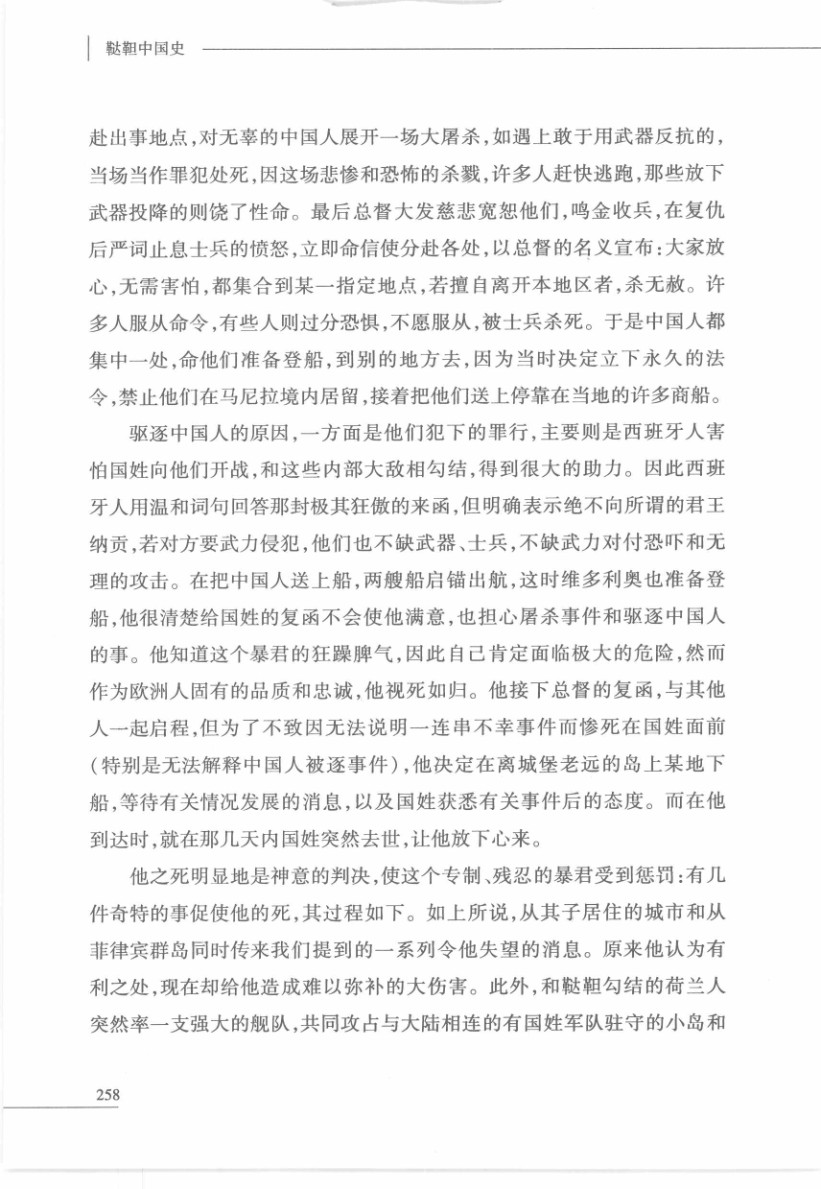 鞑靼中国史
赴出事地点,对无辜的中国人展开一场大屠杀,如遇上敢于用武器反抗的,
当场当作罪犯处死,因这场悲惨和恐怖的杀戮,许多人赶快逃跑,那些放下
武器投降的则饶了性命。最后总督大发慈悲宽恕他们,鸣金收兵,在复仇
后严词止息士兵的愤怒,立即命信使分赴各处,以总督的名义宣布:大家放
心,无需害怕,都集合到某一指定地点,若擅自离开本地区者,杀无赦。许
多人服从命令,有些人则过分恐惧,不愿服从,被士兵杀死。于是中国人都
集中一处,命他们准备登船,到别的地方去,因为当时决定立下永久的法
令,禁止他们在马尼拉境内居留,接着把他们送上停靠在当地的许多商船。
驱逐中国人的原因,一方面是他们犯下的罪行,主要则是西班牙人害
怕国姓向他们开战,和这些内部大敌相勾结,得到很大的助力。因此西班
牙人用温和词句回答那封极其狂傲的来函,但明确表示绝不向所谓的君王
纳贡,若对方要武力侵犯,他们也不缺武器、士兵,不缺武力对付恐吓和无
理的攻击。在把中国人送上船,两艘船启锚出航,这时维多利奥也准备登
船,他很清楚给国姓的复函不会使他满意,也担心屠杀事件和驱逐中国人
的事。他知道这个暴君的狂躁脾气,因此自己肯定面临极大的危险,然而
作为欧洲人固有的品质和忠诚,他视死如归。他接下总督的复函,与其他
人一起启程,但为了不致因无法说明一连串不幸事件而惨死在国姓面前
(特别是无法解释中国人被逐事件),他决定在离城堡老远的岛上某地下
船,等待有关情况发展的消息,以及国姓获悉有关事件后的态度。而在他
到达时,就在那几天内国姓突然去世,让他放下心来。
他之死明显地是神意的判决,使这个专制、残忍的暴君受到惩罚:有几
件奇特的事促使他的死,其过程如下。如上所说,从其子居住的城市和从
菲律宾群岛同时传来我们提到的一系列令他失望的消息。原来他认为有
利之处,现在却给他造成难以弥补的大伤害。此外,和鞑靼勾结的荷兰人
突然率一支强大的舰队,共同攻占与大陆相连的有国姓军队驻守的小岛和
258